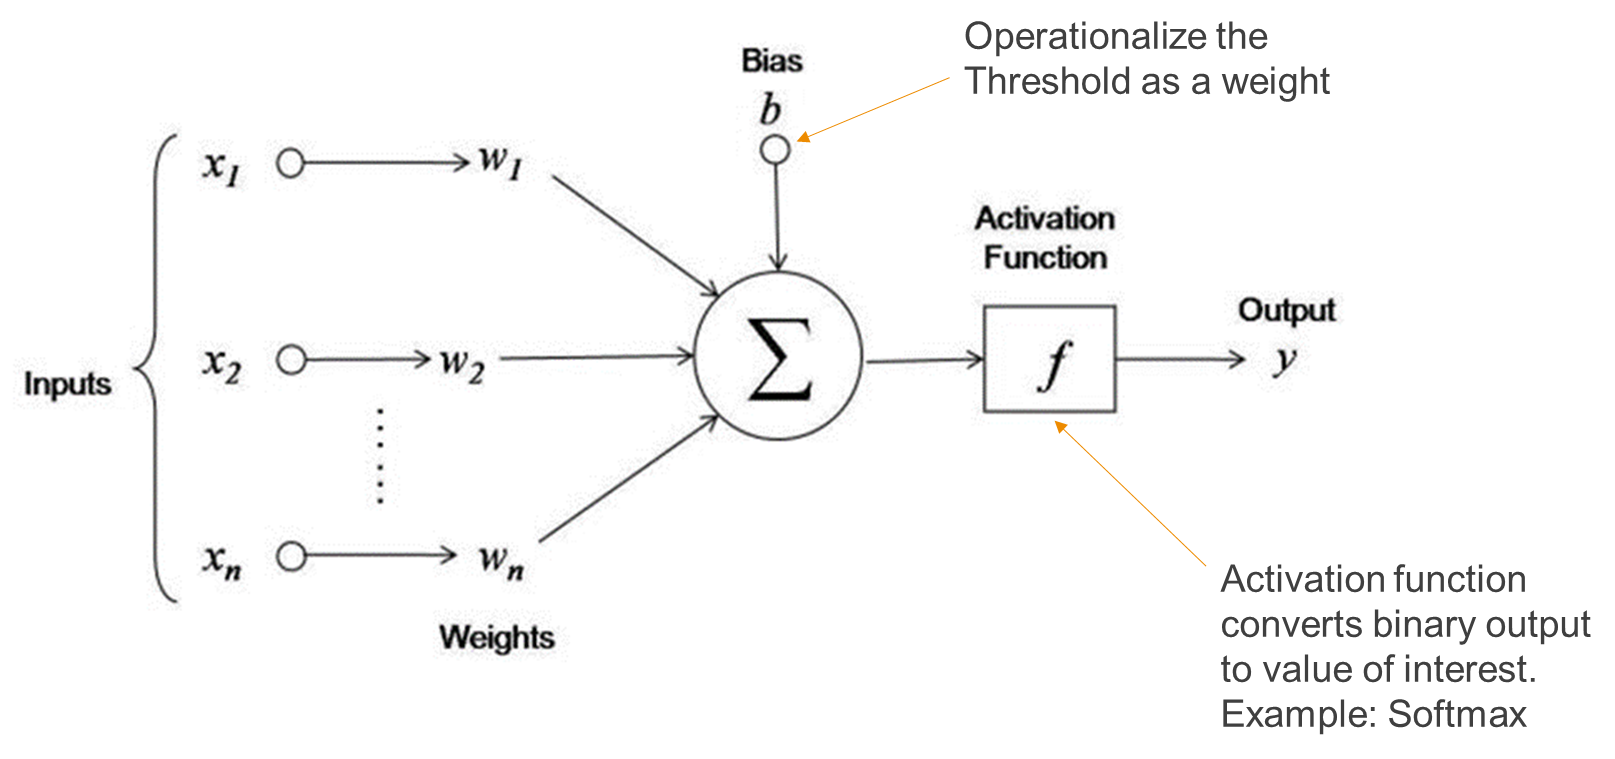 Operationalize the
Threshold as a weight
Bias
b
x1
w1
Activation
Function
Inputs
x2
w2
Σ
f
Output
y
xn
wn
Weights
Activation function
converts binary output
to value of interest.
Example: Softmax